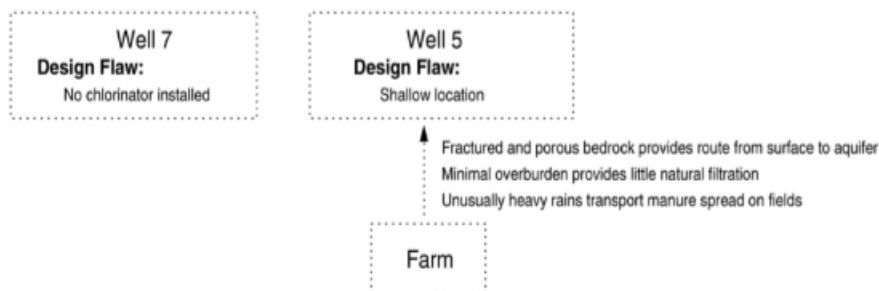 Well 7
Design Flaw:
No chlorinator installed
Well 5
Design Flaw:
Shallow location
Fractured and porous bedrock provides route from surface to aquifer
Minimal overburden provides little natural filtration
Unusually heavy rains transport manure spread on fields
Farm